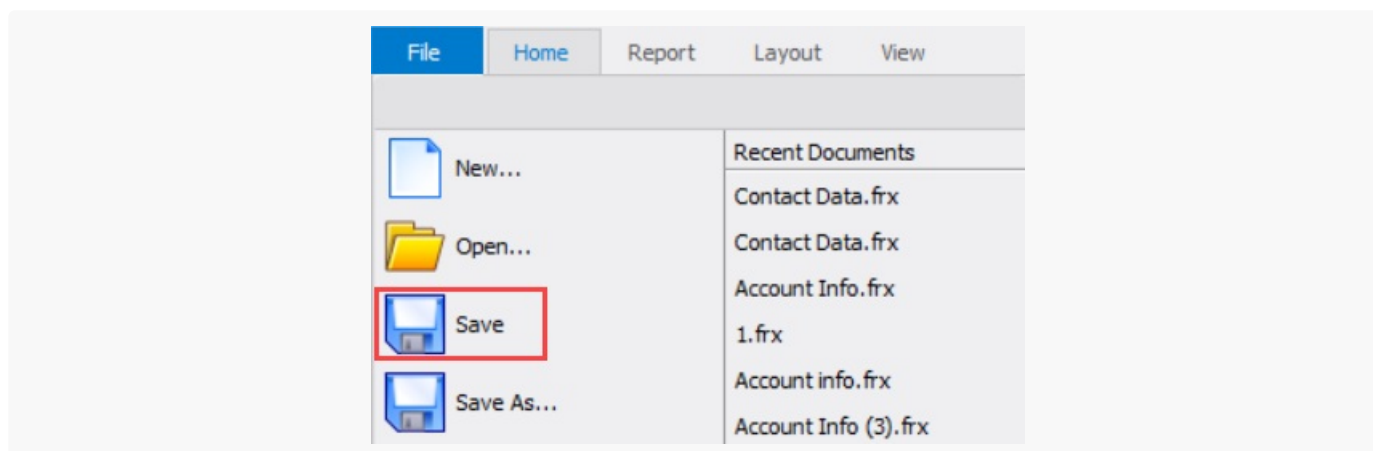 File Home Report Layout View
New...
Open...
Save
Save As...
Recent Documents
Contact Data.frx
Contact Data.frx
Account Info.frx
1.frx
Account info.frx
Account Info (3).frx